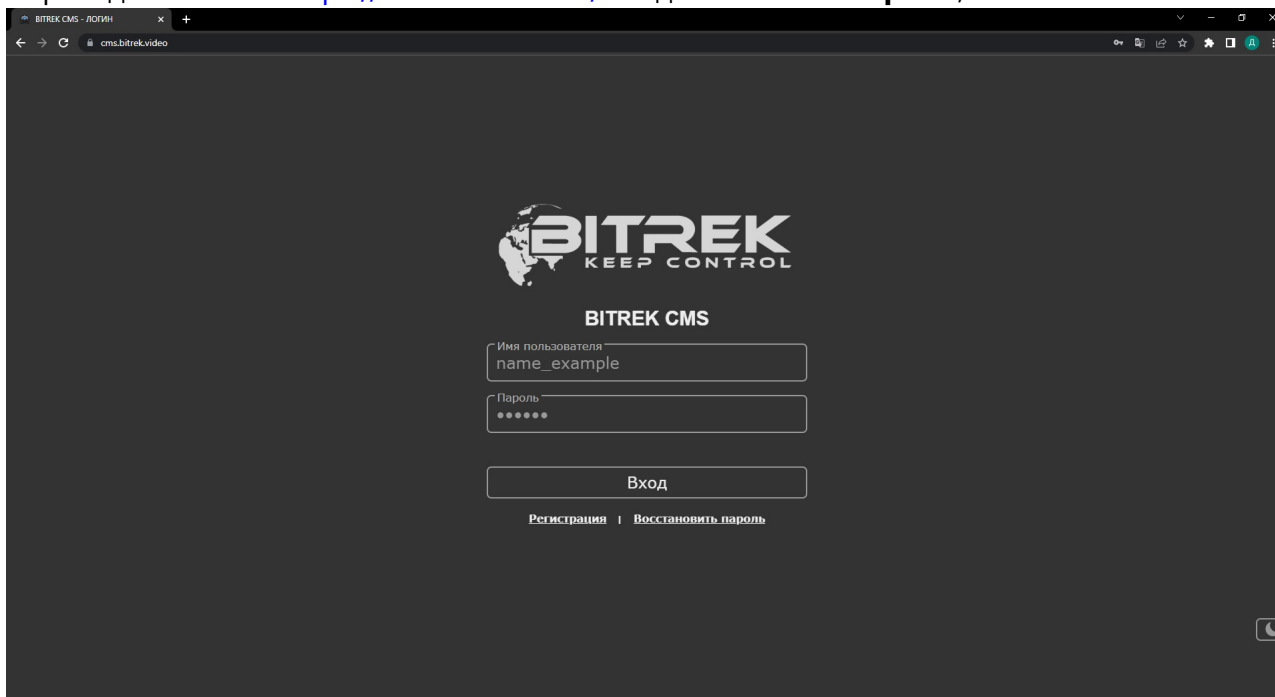 BITREK CMS - ЛОГИН
cms.bitrek.video
Д
BITREK
KEEP CONTROL
BITREK CMS
Имя пользователя
name_example
Пароль
••••••
Вход
Регистрация | Восстановить пароль